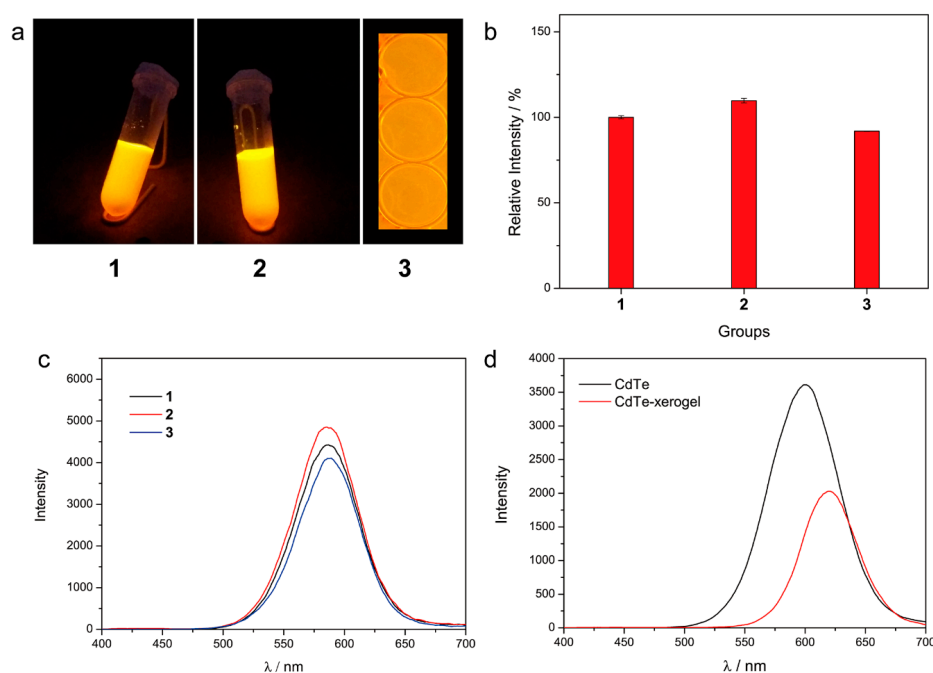 a
1 2 3
b
Relative Intensity / %
150
100
50
0
1 2 3
Groups
c
Intensity
6000
5000
4000
3000
2000
1000
0
1
2
3
400 450 500 550 600 650 700
λ / nm
d
Intensity
4000
3500
3000
2500
2000
1500
1000
500
0
CdTe
CdTe-xerogel
400 450 500 550 600 650 700
λ / nm